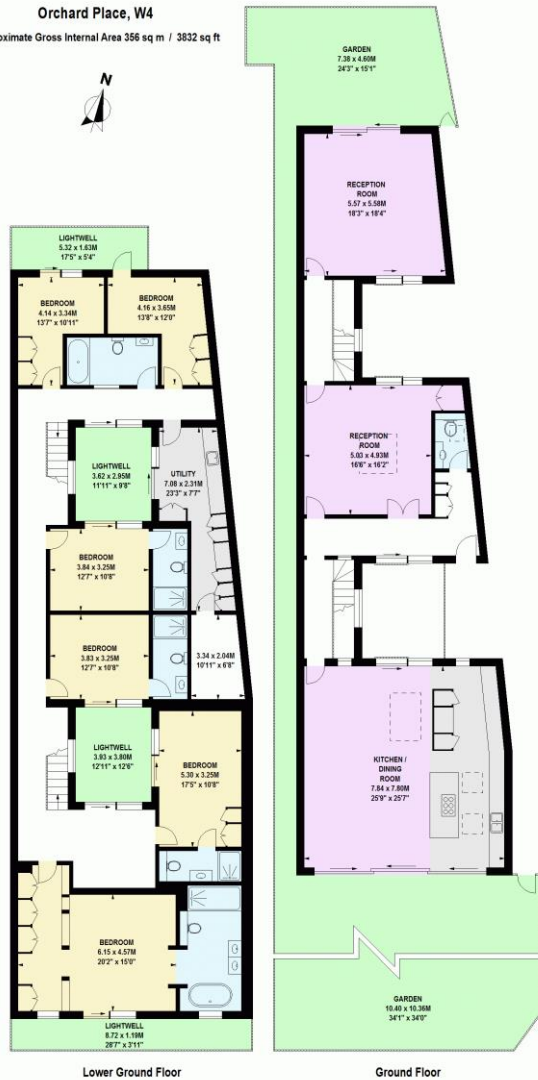 Orchard Place, W4
oximate Gross Internal Area 356 sq m / 3832 sq ft
N
GARDEN
7.38 x 4.60M
24'3" x 15'1"
RECEPTION
ROOM
5.57 x 5.58M
18'3" x 18'4"
LIGHTWELL
5.32 x 1.63M
17'5" x 5'4"
BEDROOM
4.14 x 3.34M
13'7" x 10'11"
BEDROOM
4.16 x 3.65M
13'8" x 12'0"
RECEPTION
ROOM
5.03 x 4.93M
16'6" x 16'2"
LIGHTWELL
3.62 x 2.95M
11'11" x 9'8"
UTILITY
7.08 x 2.31M
23'3" x 7'7"
BEDROOM
3.84 x 3.25M
12'7" x 10'8"
BEDROOM
3.83 x 3.25M
12'7" x 10'8"
3.34 x 2.04M
10'11" x 6'8"
LIGHTWELL
3.93 x 3.80M
12'11" x 12'6"
BEDROOM
5.30 x 3.25M
17'5" x 10'8"
KITCHEN /
DINING
ROOM
7.84 x 7.80M
25'9" x 25'7"
BEDROOM
6.15 x 4.57M
20'2" x 15'0"
GARDEN
10.40 x 10.36M
34'1" x 34'0"
LIGHTWELL
8.72 x 1.19M
28'7" x 3'11"
Lower Ground Floor
Ground Floor